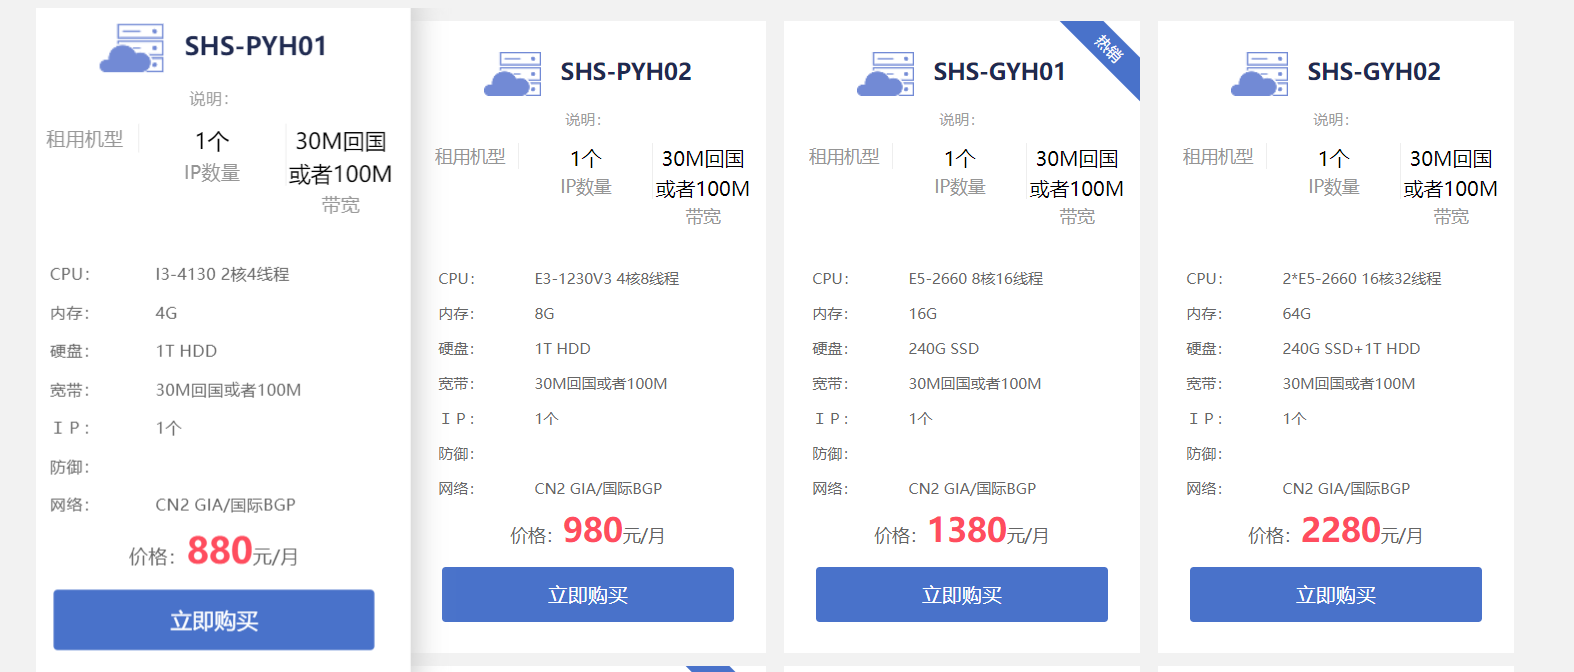 SHS-PYH01
说明：
租用机型
1个
IP数量
30M回国
或者100M
带宽
CPU： I3-4130 2核4线程
内存： 4G
硬盘： 1T HDD
宽带： 30M回国或者100M
ＩＰ： 1个
防御：
网络： CN2 GIA/国际BGP
价格：880元/月
立即购买
SHS-PYH02
说明：
租用机型
1个
IP数量
30M回国
或者100M
带宽
CPU： E3-1230V3 4核8线程
内存： 8G
硬盘： 1T HDD
宽带： 30M回国或者100M
ＩＰ： 1个
防御：
网络： CN2 GIA/国际BGP
价格：980元/月
立即购买
SHS-GYH01
热销
说明：
租用机型
1个
IP数量
30M回国
或者100M
带宽
CPU： E5-2660 8核16线程
内存： 16G
硬盘： 240G SSD
宽带： 30M回国或者100M
ＩＰ： 1个
防御：
网络： CN2 GIA/国际BGP
价格：1380元/月
立即购买
SHS-GYH02
说明：
租用机型
1个
IP数量
30M回国
或者100M
带宽
CPU： 2*E5-2660 16核32线程
内存： 64G
硬盘： 240G SSD+1T HDD
宽带： 30M回国或者100M
ＩＰ： 1个
防御：
网络： CN2 GIA/国际BGP
价格：2280元/月
立即购买